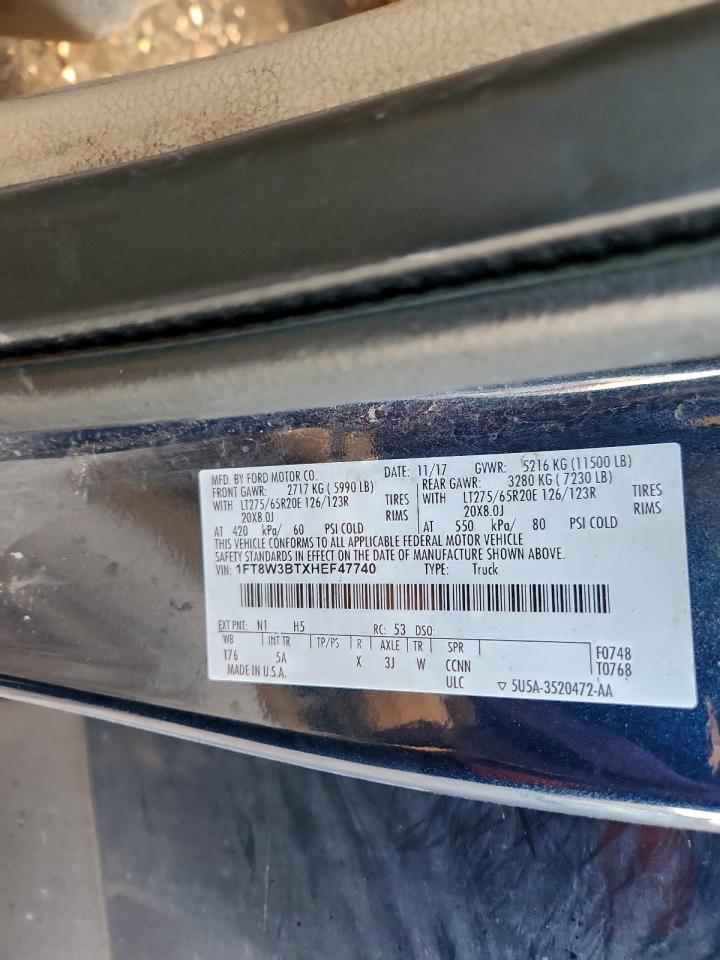 MFD. BY FORD MOTOR CO. DATE: 11/17 GVWR: 5216 KG (11500 LB)
FRONT GAWR: 2717 KG (5990 LB) REAR GAWR: 3280 KG (7230 LB)
WITH LT275/65R20E 126/123R TIRES WITH LT275/65R20E 126/123R TIRES
20X8.0J RIMS 20X8.0J RIMS
AT 420 kPa/ 60 PSI COLD AT 550 kPa/ 80 PSI COLD
THIS VEHICLE CONFORMS TO ALL APPLICABLE FEDERAL MOTOR VEHICLE
SAFETY STANDARDS IN EFFECT ON THE DATE OF MANUFACTURE SHOWN ABOVE.
VIN: 1FT8W3BTXHEF47740 TYPE: Truck
EXT PNT: N1 H5 RC: 53 DSO:
WB INT TR TP/PS R AXLE TR SPR F0748
176 5A X 3J W CCNN T0768
MADE IN U.S.A. ULC ▽ 5U5A-3520472-AA